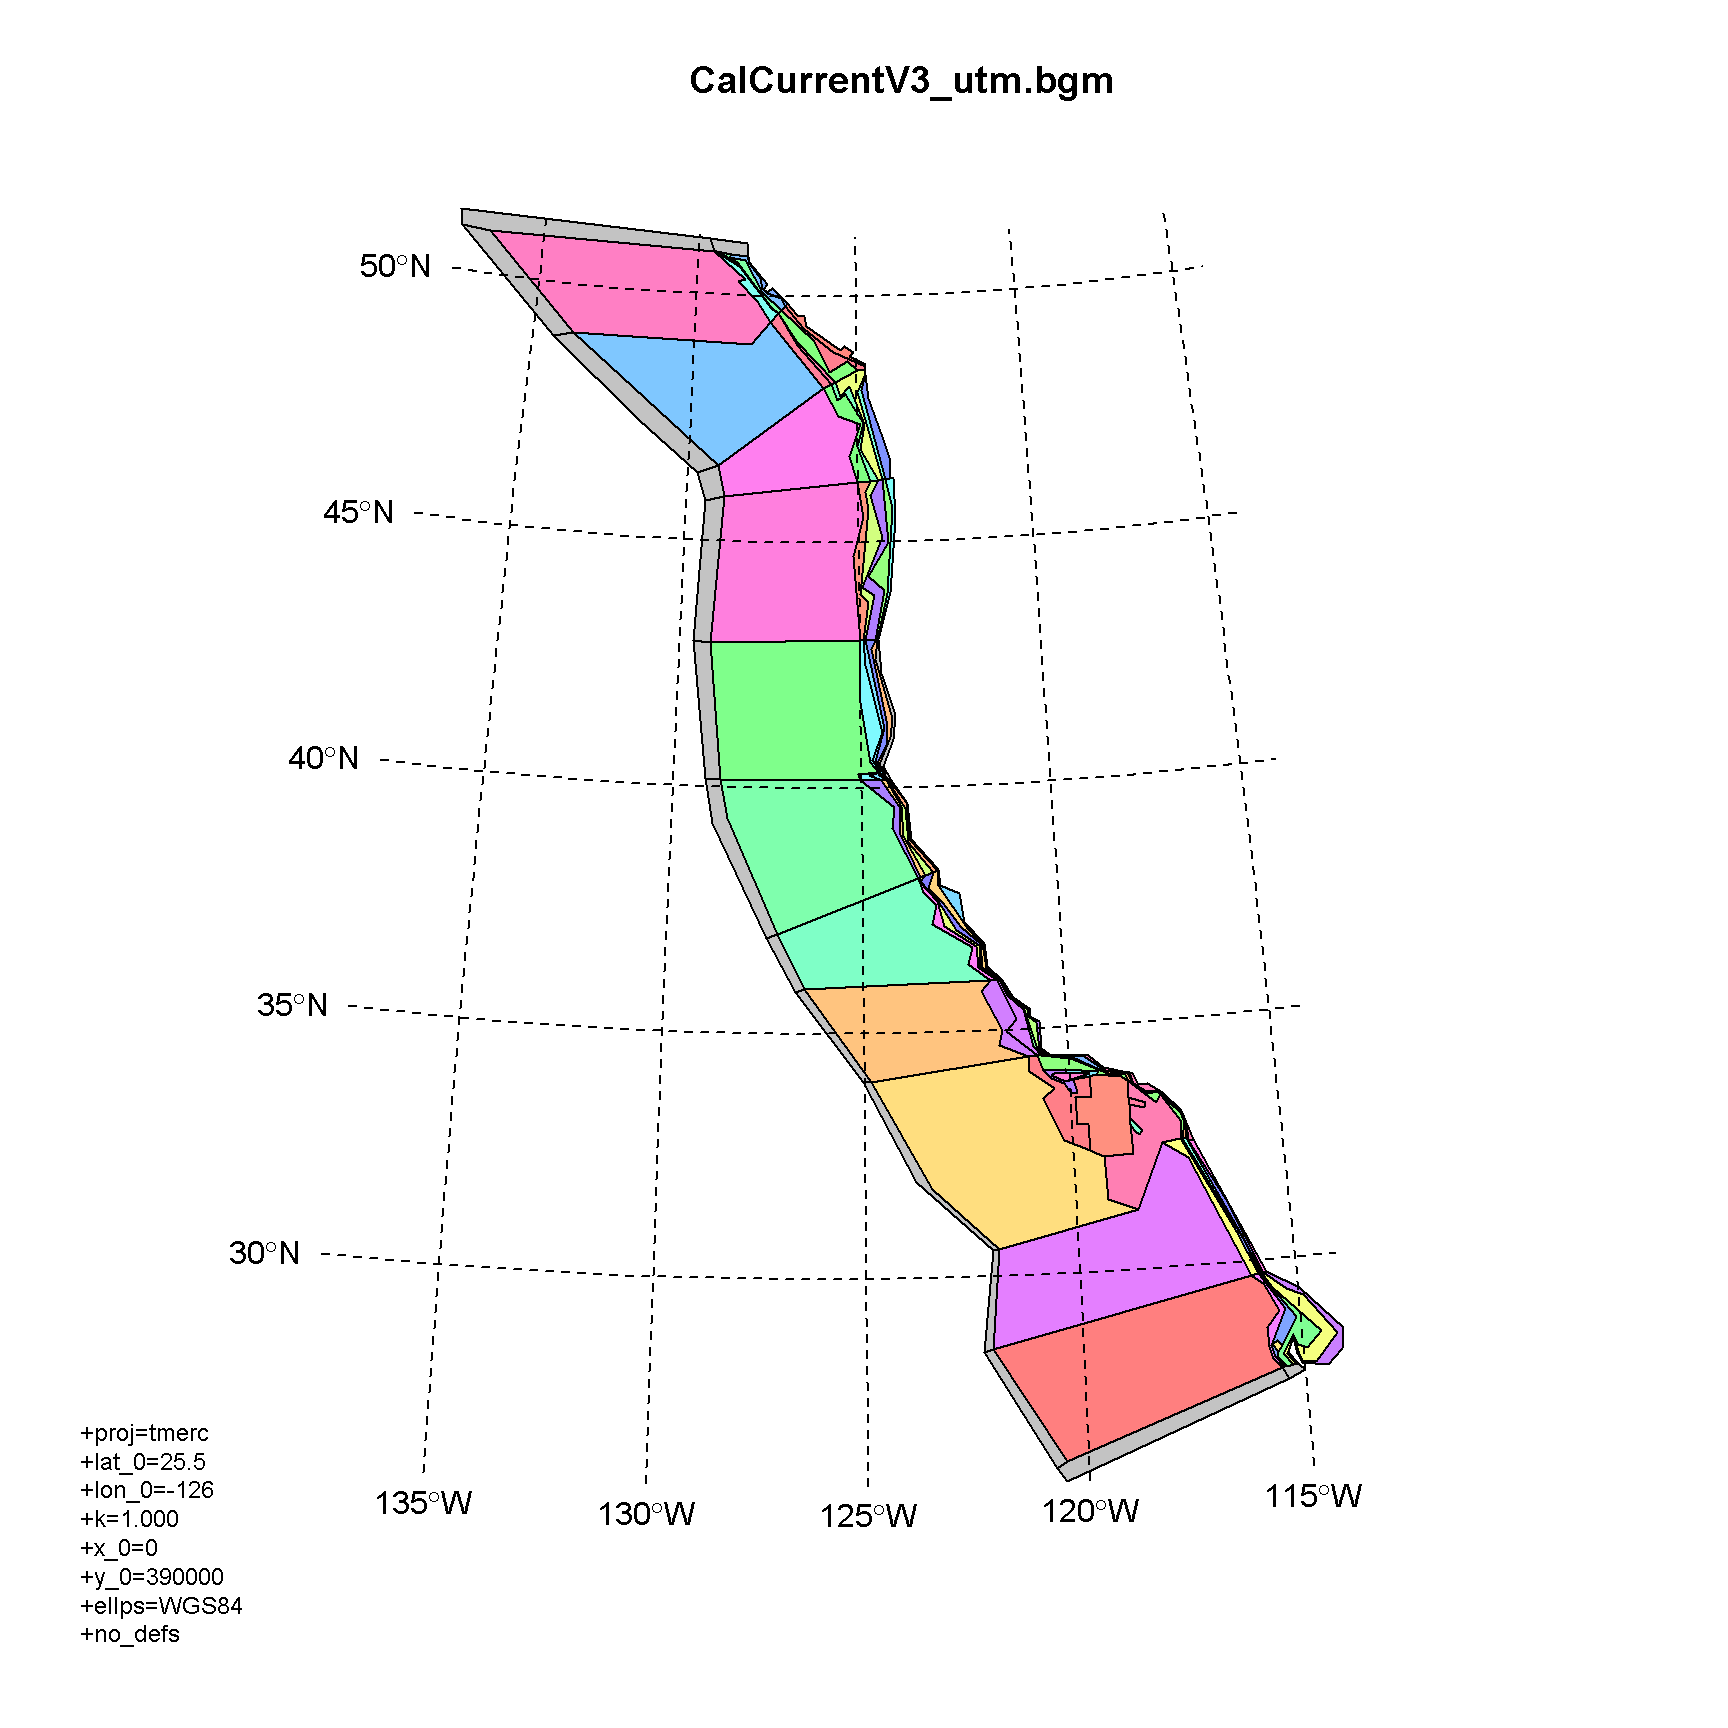 CalCurrentV3_utm.bgm
50°N
45°N
40°N
35°N
30°N
135°W
130°W
125°W
120°W
115°W
+proj=tmerc
+lat_0=25.5
+lon_0=-126
+k=1.000
+x_0=0
+y_0=390000
+ellps=WGS84
+no_defs